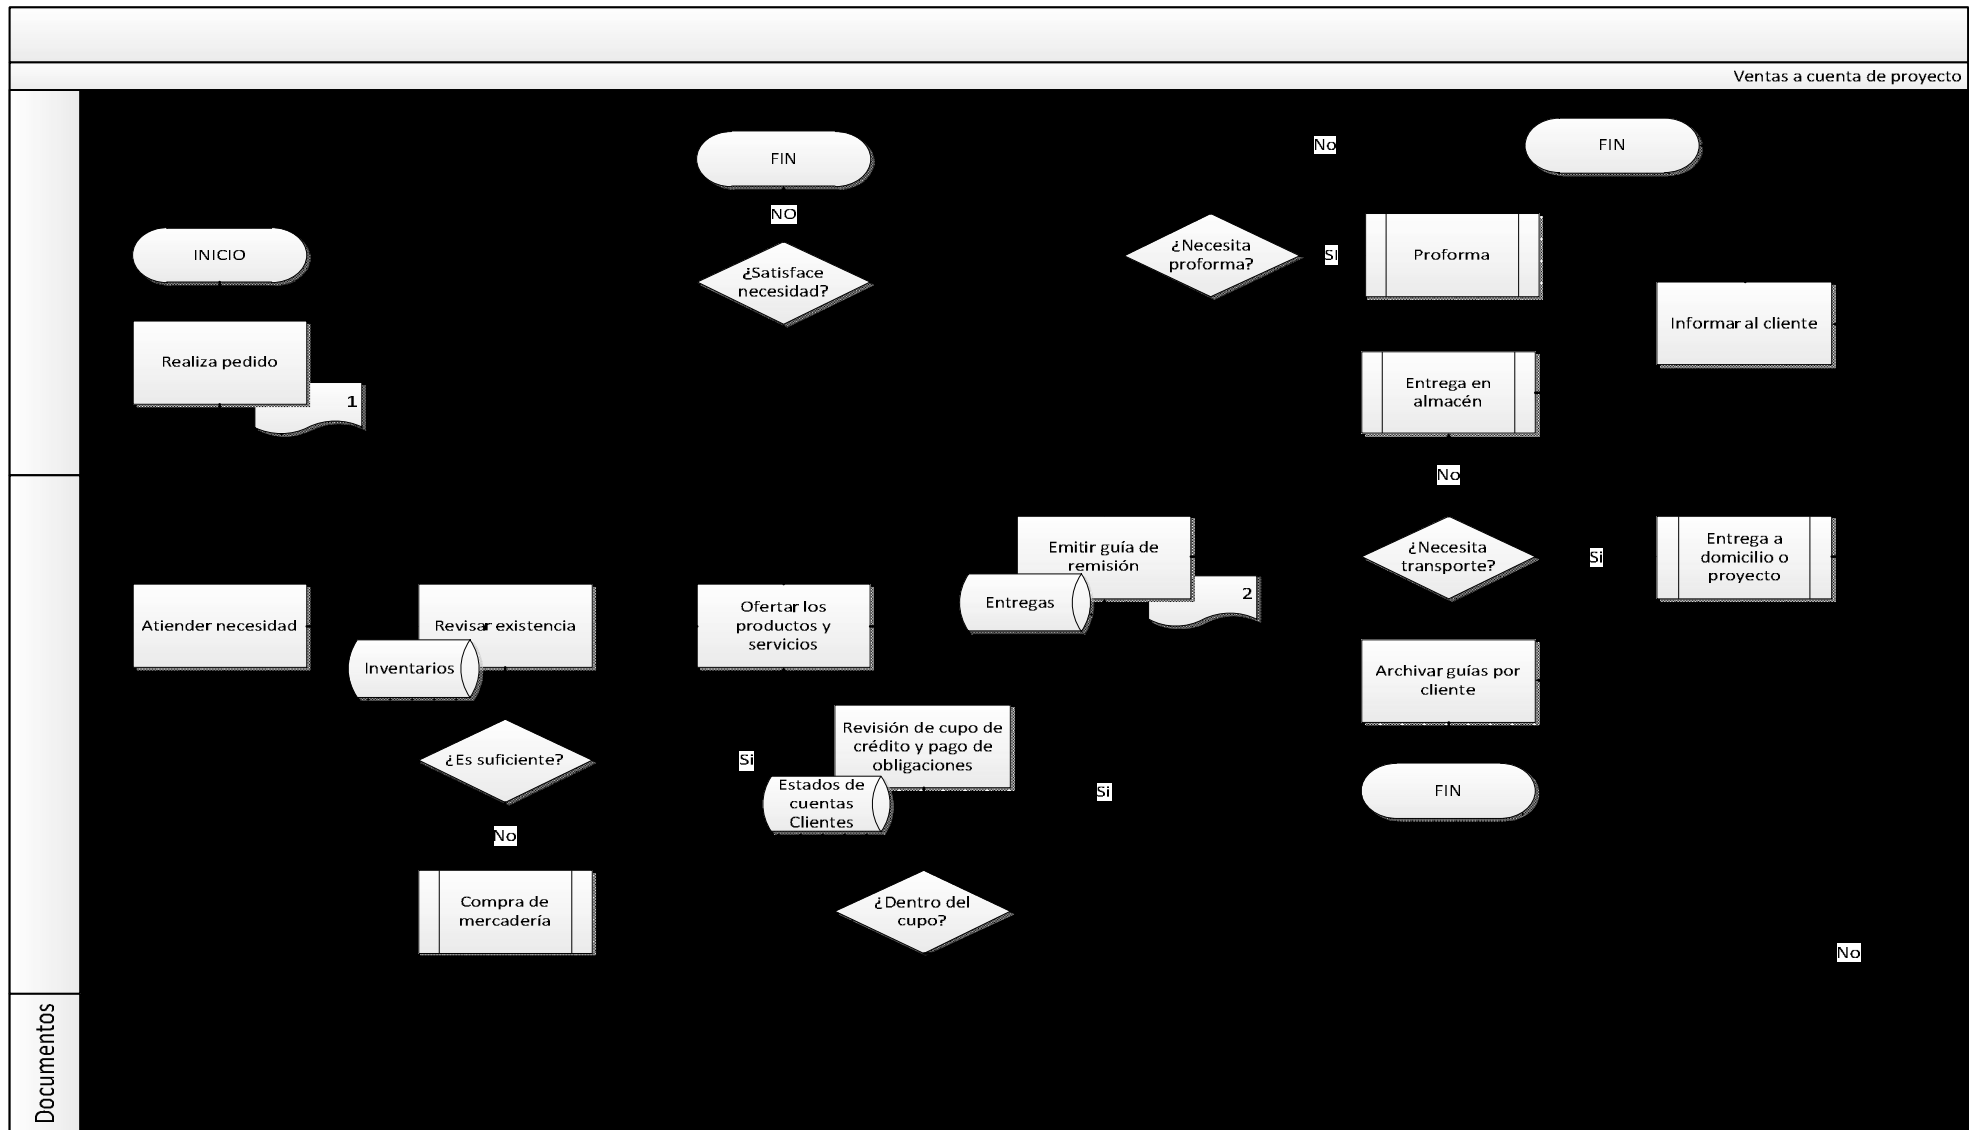 Ventas a cuenta de proyecto
FIN
No
FIN
NO
INICIO
¿Satisface
necesidad?
¿Necesita
proforma?
SI
Proforma
Informar al cliente
Realiza pedido
1
Entrega en
almacén
No
Emitir guía de
remisión
Entregas
2
¿Necesita
transporte?
Si
Entrega a
domicilio o
proyecto
Atiender necesidad
Revisar existencia
Inventarios
Ofertar los
productos y
servicios
Archivar guías por
cliente
¿Es suficiente?
Si
Revisión de cupo de
crédito y pago de
obligaciones
Estados de
cuentas
Clientes
Si
FIN
No
Compra de
mercadería
¿Dentro del
cupo?
No
Documentos